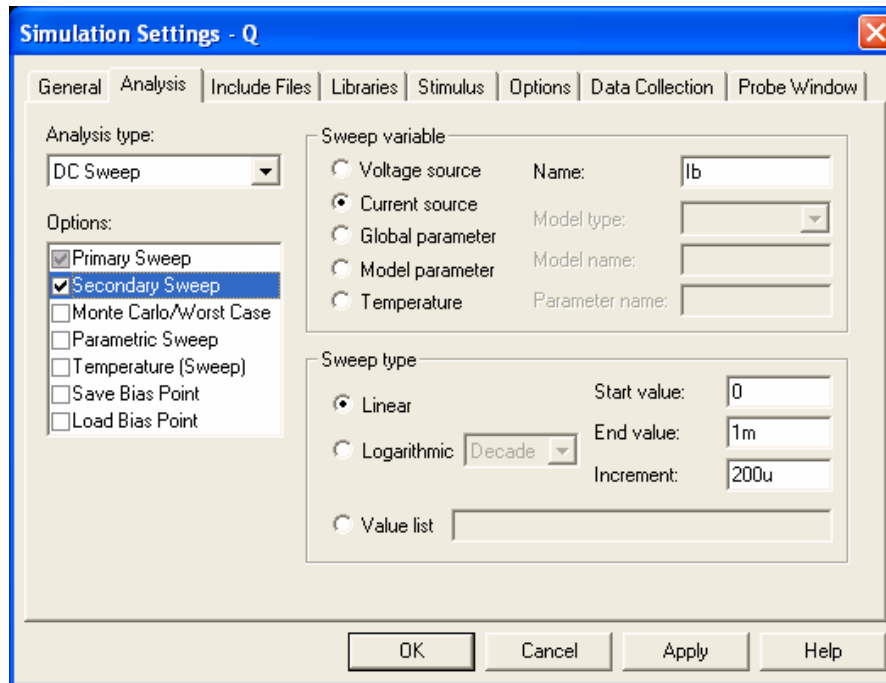 Simulation Settings - Q
General Analysis Include Files Libraries Stimulus Options Data Collection Probe Window
Analysis type:
DC Sweep
Options:
Primary Sweep
Secondary Sweep
Monte Carlo/Worst Case
Parametric Sweep
Temperature (Sweep)
Save Bias Point
Load Bias Point
Sweep variable
Voltage source
Current source
Global parameter
Model parameter
Temperature
Name: Ib
Model type:
Model name:
Parameter name:
Sweep type
Linear
Logarithmic Decade
Value list
Start value: 0
End value: 1m
Increment: 200u
OK Cancel Apply Help